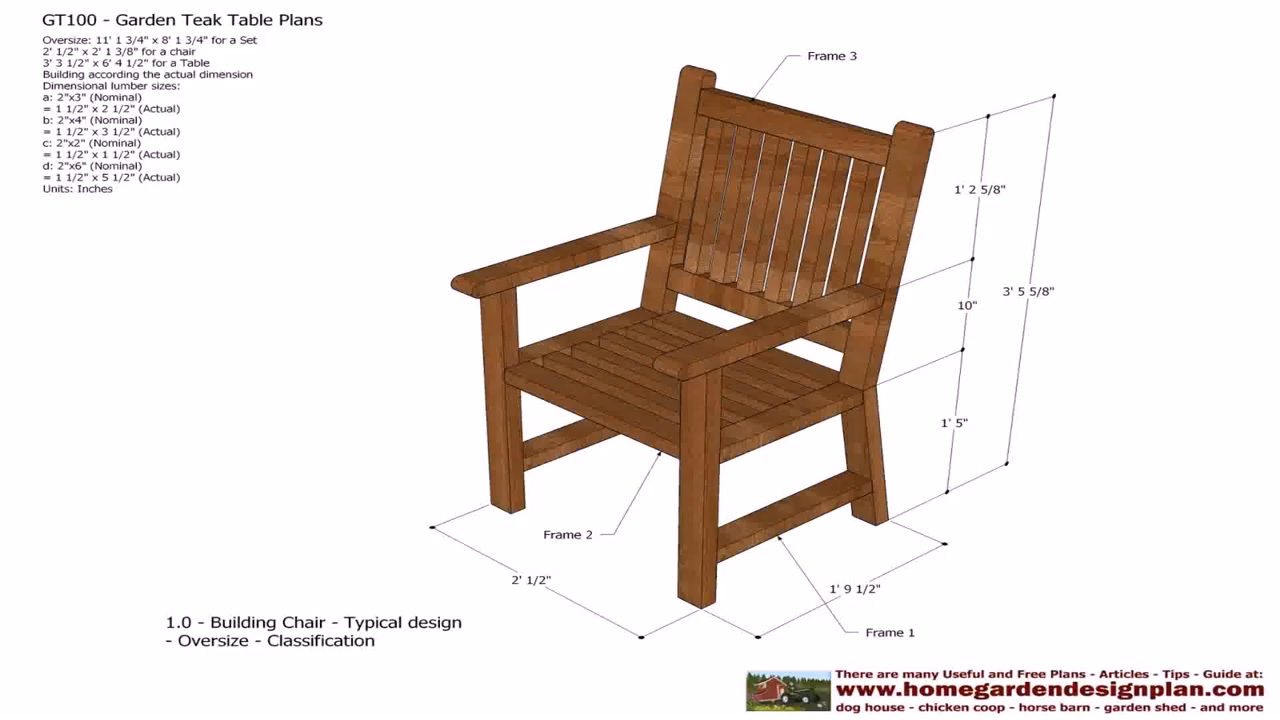 GT100 - Garden Teak Table Plans
Oversize: 11' 1 3/4" x 8' 1 3/4" for a Set
2' 1/2" x 2' 1 3/8" for a chair
3' 3 1/2" x 6' 4 1/2" for a Table
Building according the actual dimension
Dimensional lumber sizes:
a: 2"x3" (Nominal)
= 1 1/2" x 2 1/2" (Actual)
b: 2"x4" (Nominal)
= 1 1/2" x 3 1/2" (Actual)
c: 2"x2" (Nominal)
= 1 1/2" x 1 1/2" (Actual)
d: 2"x6" (Nominal)
= 1 1/2" x 5 1/2" (Actual)
Units: Inches
Frame 3
1' 2 5/8"
3' 5 5/8"
10"
1' 5"
Frame 2
2' 1/2"
1' 9 1/2"
Frame 1
1.0 - Building Chair - Typical design
- Oversize - Classification
There are many Useful and Free Plans - Articles - Tips - Guide at:
www.homegardendesignplan.com
dog house - chicken coop - horse barn - garden shed - and more